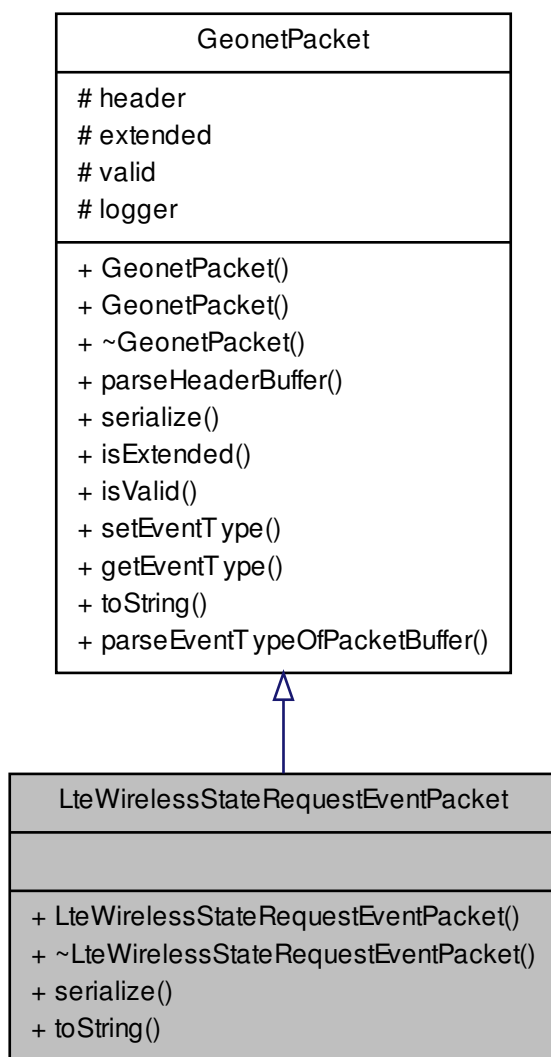 GeonetPacket
# header
# extended
# valid
# logger
+ GeonetPacket()
+ GeonetPacket()
+ ~GeonetPacket()
+ parseHeaderBuffer()
+ serialize()
+ isExtended()
+ isValid()
+ setEventType()
+ getEventType()
+ toString()
+ parseEventTypeOfPacketBuffer()
LteWirelessStateRequestEventPacket
+ LteWirelessStateRequestEventPacket()
+ ~LteWirelessStateRequestEventPacket()
+ serialize()
+ toString()